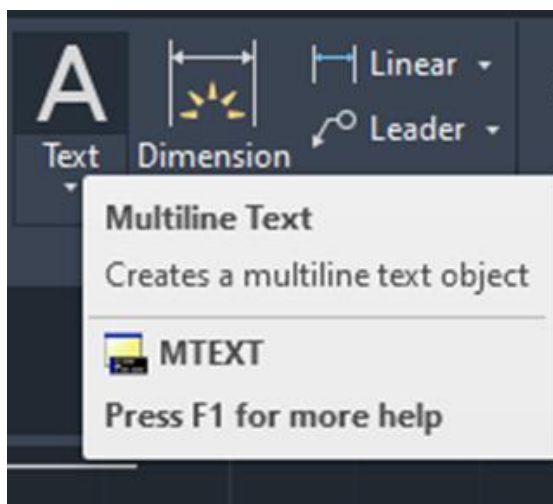 A
Text
Dimension
Linear
Leader
Multiline Text
Creates a multiline text object
MTEXT
Press F1 for more help